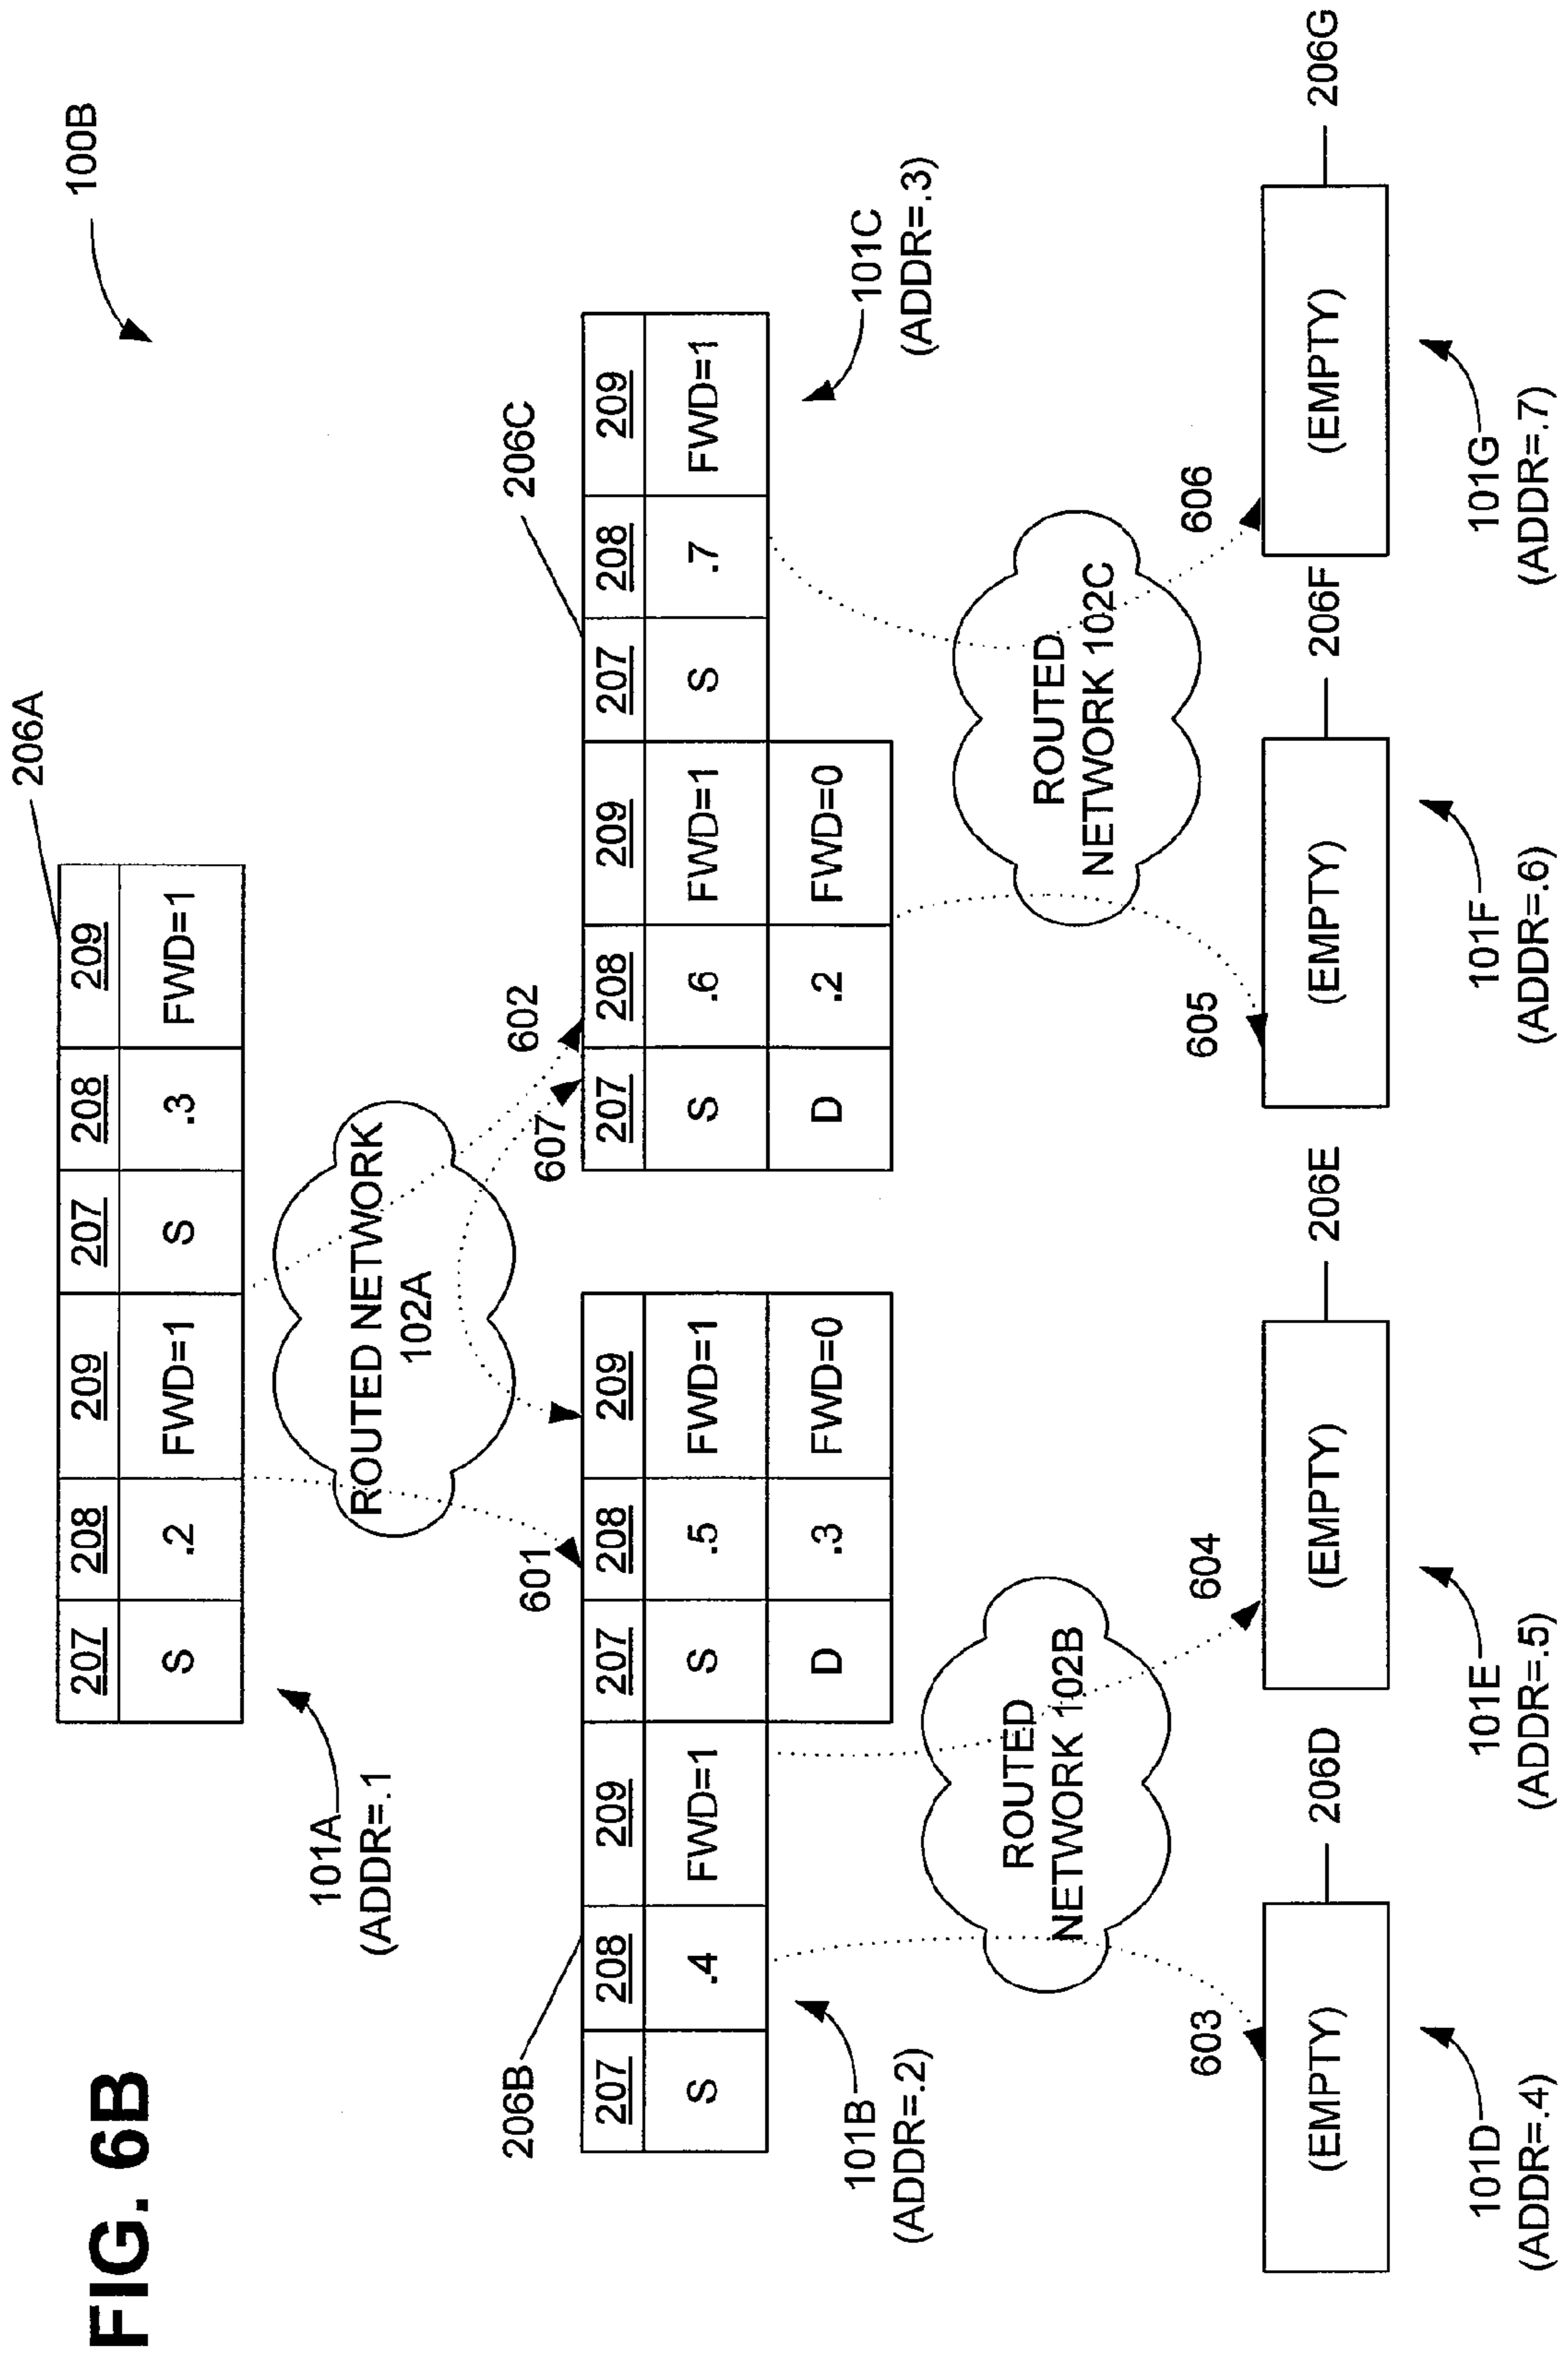 FIG. 6B
100B
206A
207 208 209 207 208 209
S .2 FWD=1 S .3 FWD=1
101A
(ADDR=.1
ROUTED NETWORK
102A
601
607
602
206B
207 208 209 207 208 209
S .4 FWD=1 S .5 FWD=1
D .3 FWD=0
101B
(ADDR=.2)
206C
207 208 209 207 208 209
S .6 FWD=1 S .7 FWD=1
D .2 FWD=0
101C
(ADDR=.3)
ROUTED
NETWORK 102B
ROUTED
NETWORK 102C
603
604
605
606
(EMPTY)
206D
(EMPTY)
206E
(EMPTY)
206F
(EMPTY)
206G
101D
(ADDR=.4)
101E
(ADDR=.5)
101F
(ADDR=.6)
101G
(ADDR=.7)